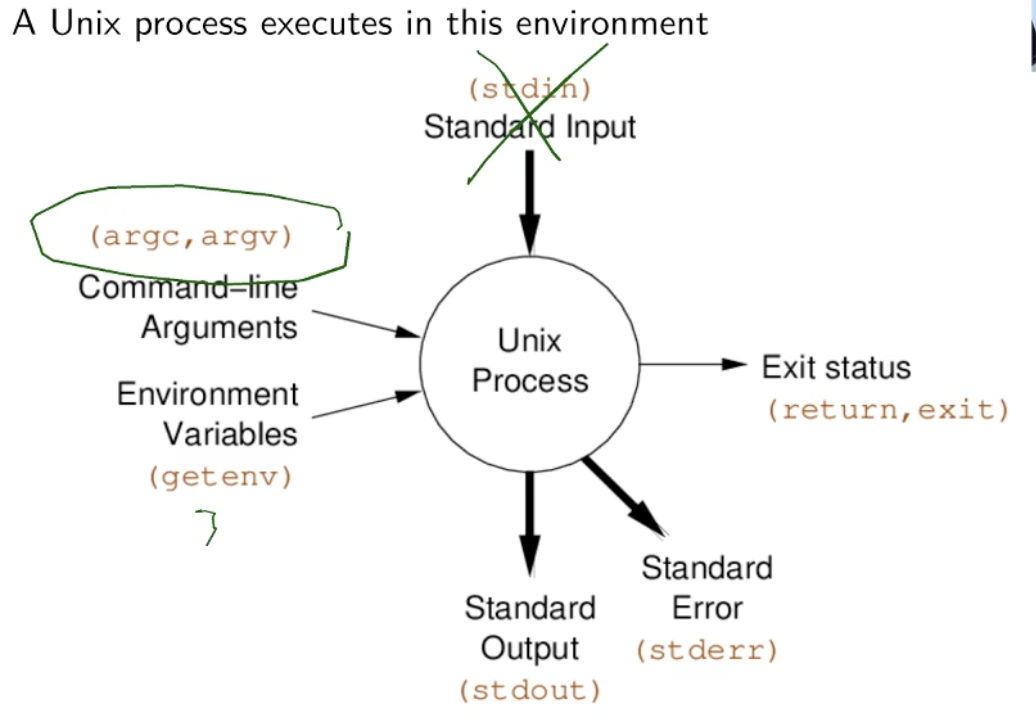 A Unix process executes in this environment
(stdin)
Standard Input
(argc,argv)
Command-line
Arguments
Environment
Variables
(getenv)
Unix
Process
Exit status
(return,exit)
Standard
Output
(stdout)
Standard
Error
(stderr)